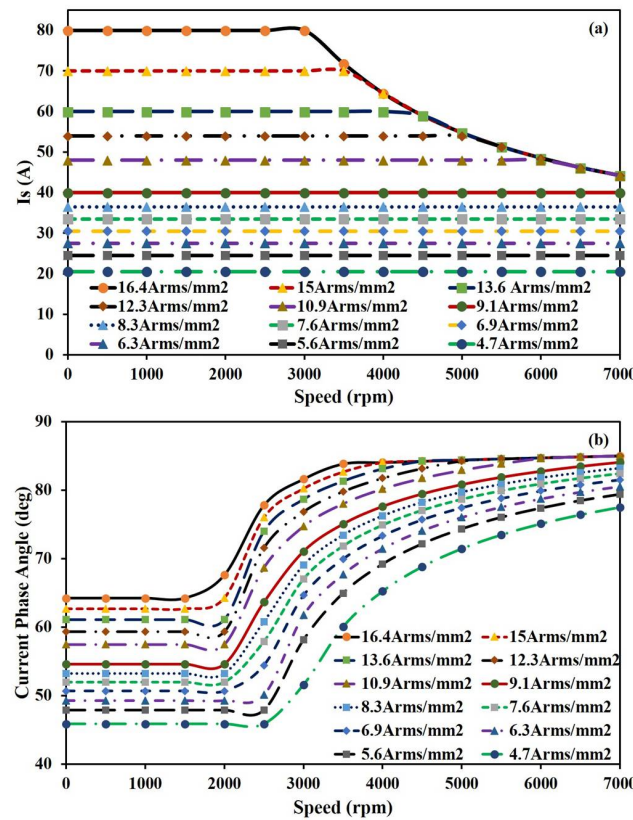 (a)
Is (A)
80
70
60
50
40
30
20
10
0
16.4Arms/mm2 15Arms/mm2 13.6 Arms/mm2
12.3Arms/mm2 10.9Arms/mm2 9.1Arms/mm2
8.3Arms/mm2 7.6Arms/mm2 6.9Arms/mm2
6.3Arms/mm2 5.6Arms/mm2 4.7Arms/mm2
0 1000 2000 3000 4000 5000 6000 7000
Speed (rpm)
(b)
Current Phase Angle (deg)
90
80
70
60
50
40
16.4Arms/mm2 15Arms/mm2
13.6Arms/mm2 12.3Arms/mm2
10.9Arms/mm2 9.1Arms/mm2
8.3Arms/mm2 7.6Arms/mm2
6.9Arms/mm2 6.3Arms/mm2
5.6Arms/mm2 4.7Arms/mm2
0 1000 2000 3000 4000 5000 6000 7000
Speed (rpm)